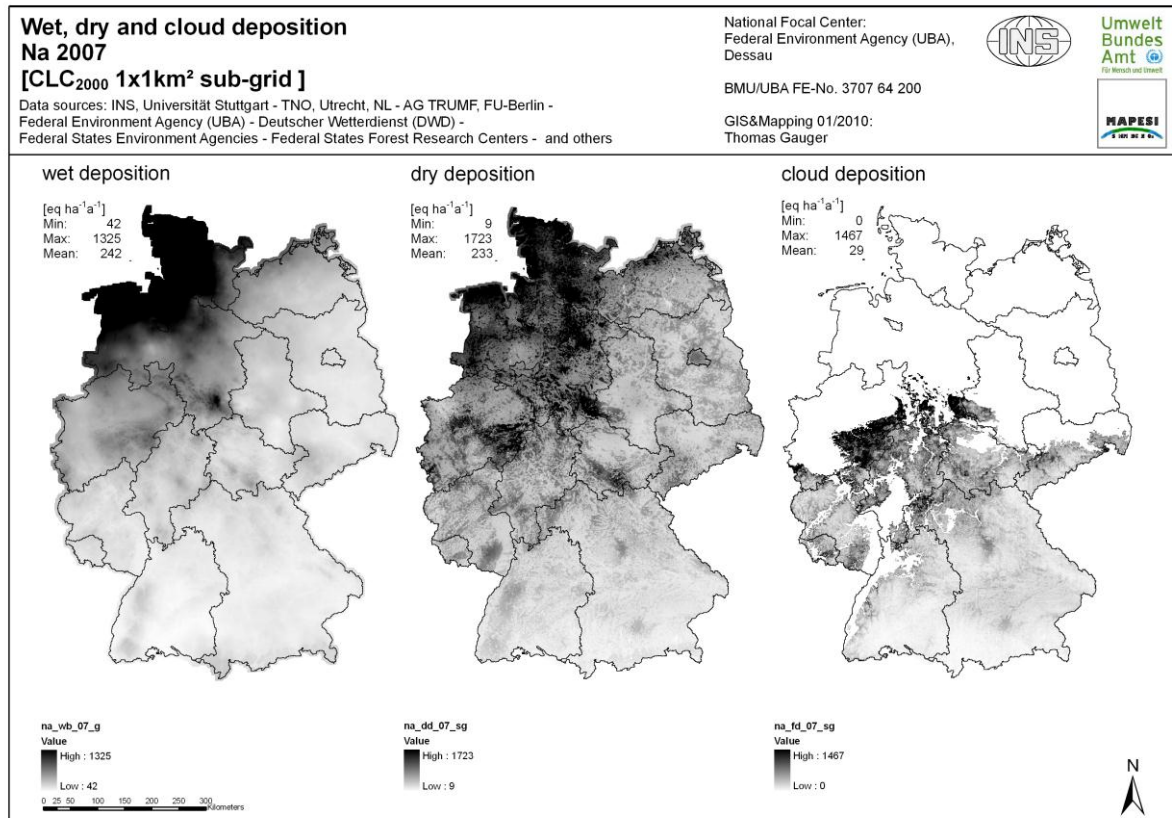 Wet, dry and cloud deposition
Na 2007
[CLC2000 1x1km² sub-grid ]
Data sources: INS, Universität Stuttgart - TNO, Utrecht, NL - AG TRUMF, FU-Berlin -
Federal Environment Agency (UBA) - Deutscher Wetterdienst (DWD) -
Federal States Environment Agencies - Federal States Forest Research Centers - and others
National Focal Center:
Federal Environment Agency (UBA),
Dessau
BMU/UBA FE-No. 3707 64 200
GIS&Mapping 01/2010:
Thomas Gauger
INS
Umwelt
Bundes
Amt
Für Mensch und Umwelt
MAPESI
wet deposition
[eq ha-1a-1]
Min: 42
Max: 1325
Mean: 242
dry deposition
[eq ha-1a-1]
Min: 9
Max: 1723
Mean: 233
cloud deposition
[eq ha-1a-1]
Min: 0
Max: 1467
Mean: 29
na_wb_07_g
Value
High : 1325
Low : 42
0 25 50 100 150 200 250 300
Kilometers
na_dd_07_sg
Value
High : 1723
Low : 9
na_fd_07_sg
Value
High : 1467
Low : 0
N